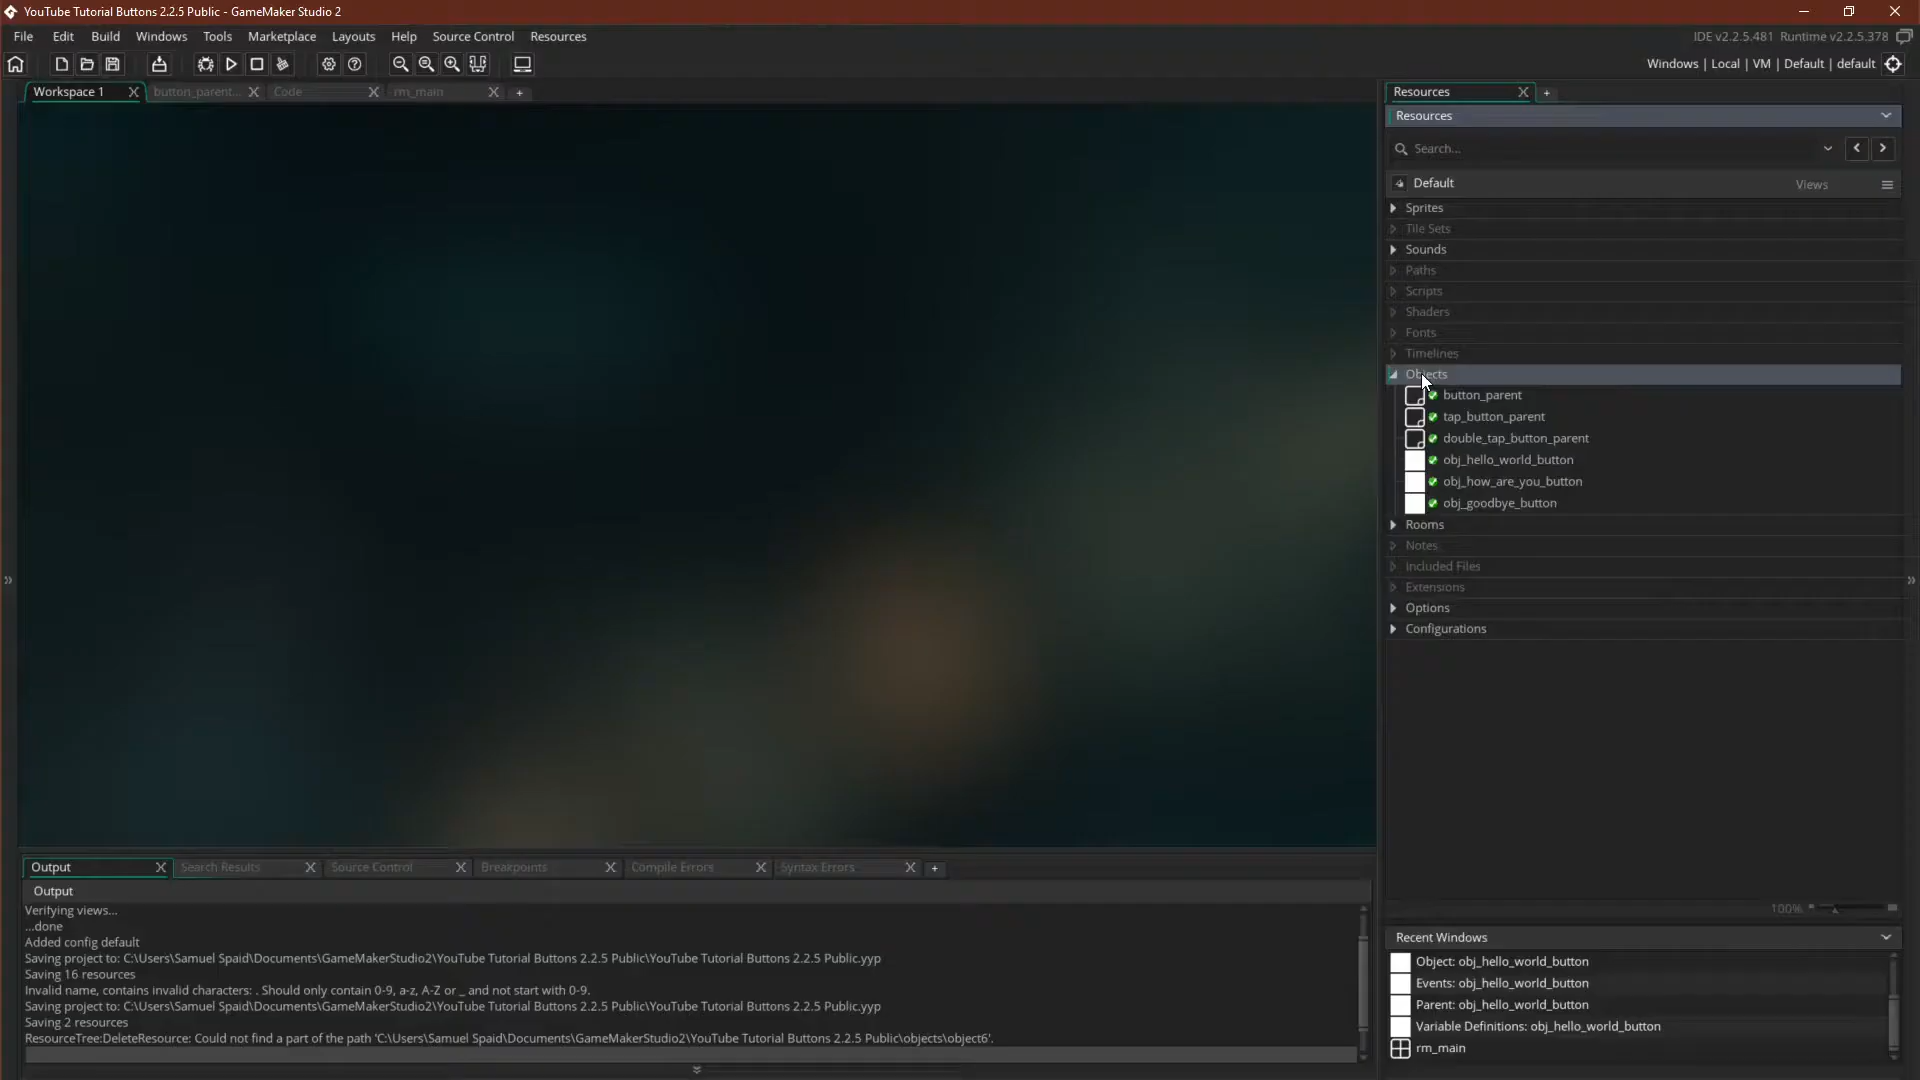 YouTube Tutorial Buttons 2.2.5 Public - GameMaker Studio 2
File Edit Build Windows Tools Marketplace Layouts Help Source Control Resources
IDE v2.2.5.481 Runtime v2.2.5.378
Windows | Local | VM | Default | default
Workspace 1
button_parent...
Code
rm_main
Resources
Resources
Search...
Default
Views
Sprites
Tile Sets
Sounds
Paths
Scripts
Shaders
Fonts
Timelines
Objects
button_parent
tap_button_parent
double_tap_button_parent
obj_hello_world_button
obj_how_are_you_button
obj_goodbye_button
Rooms
Notes
Included Files
Extensions
Options
Configurations
100%
Output
Search Results
Source Control
Breakpoints
Compile Errors
Syntax Errors
Output
Verifying views...
...done
Added config default
Saving project to: C:\Users\Samuel Spaid\Documents\GameMakerStudio2\YouTube Tutorial Buttons 2.2.5 Public\YouTube Tutorial Buttons 2.2.5 Public.yyp
Saving 16 resources
Invalid name, contains invalid characters: . Should only contain 0-9, a-z, A-Z or _ and not start with 0-9.
Saving project to: C:\Users\Samuel Spaid\Documents\GameMakerStudio2\YouTube Tutorial Buttons 2.2.5 Public\YouTube Tutorial Buttons 2.2.5 Public.yyp
Saving 2 resources
ResourceTree:DeleteResource: Could not find a part of the path 'C:\Users\Samuel Spaid\Documents\GameMakerStudio2\YouTube Tutorial Buttons 2.2.5 Public\objects\object6'.
Recent Windows
Object: obj_hello_world_button
Events: obj_hello_world_button
Parent: obj_hello_world_button
Variable Definitions: obj_hello_world_button
rm_main